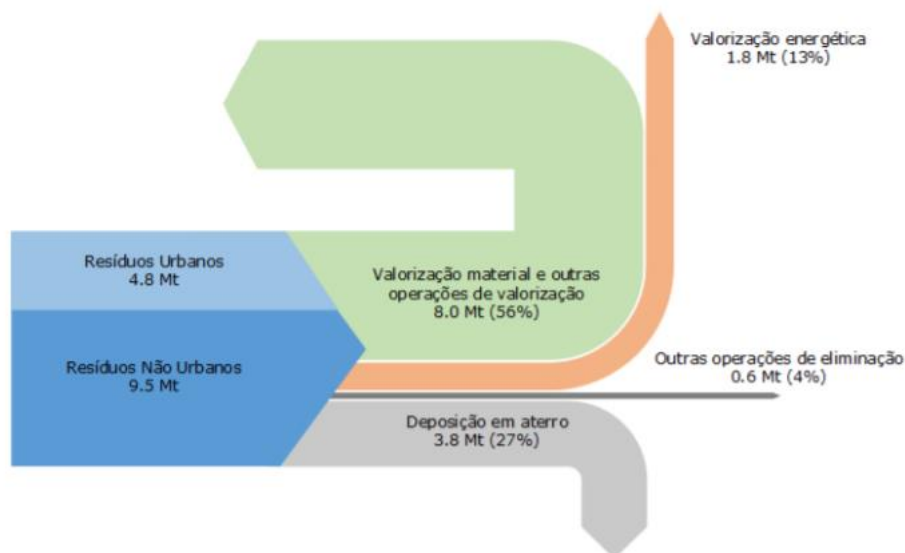 Valorização energética
1.8 Mt (13%)
Resíduos Urbanos
4.8 Mt
Valorização material e outras
operações de valorização
8.0 Mt (56%)
Resíduos Não Urbanos
9.5 Mt
Outras operações de eliminação
0.6 Mt (4%)
Deposição em aterro
3.8 Mt (27%)